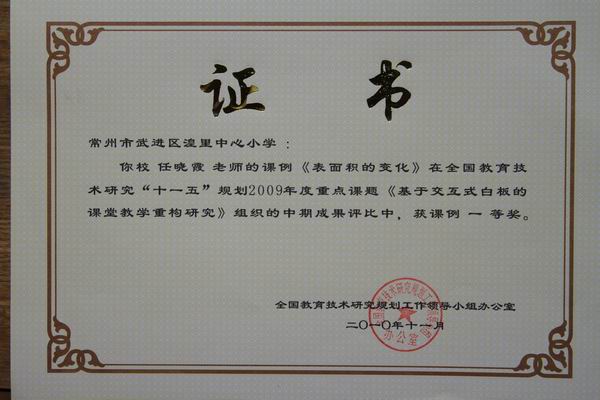 证 书
常州市武进区湟里中心小学：
你校 任晓霞 老师的课例《表面积的变化》在全国教育技
术研究“十一五”规划2009年度重点课题《基于交互式白板的
课堂教学重构研究》组织的中期成果评比中，获课例 一 等奖。
全国教育技术研究规划工作领导小组办公室
二〇一〇年十一月
办公室